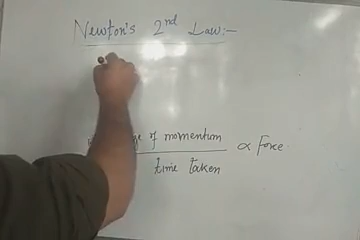 Newton's 2nd Law:-
of momentum
time taken
∝ Force